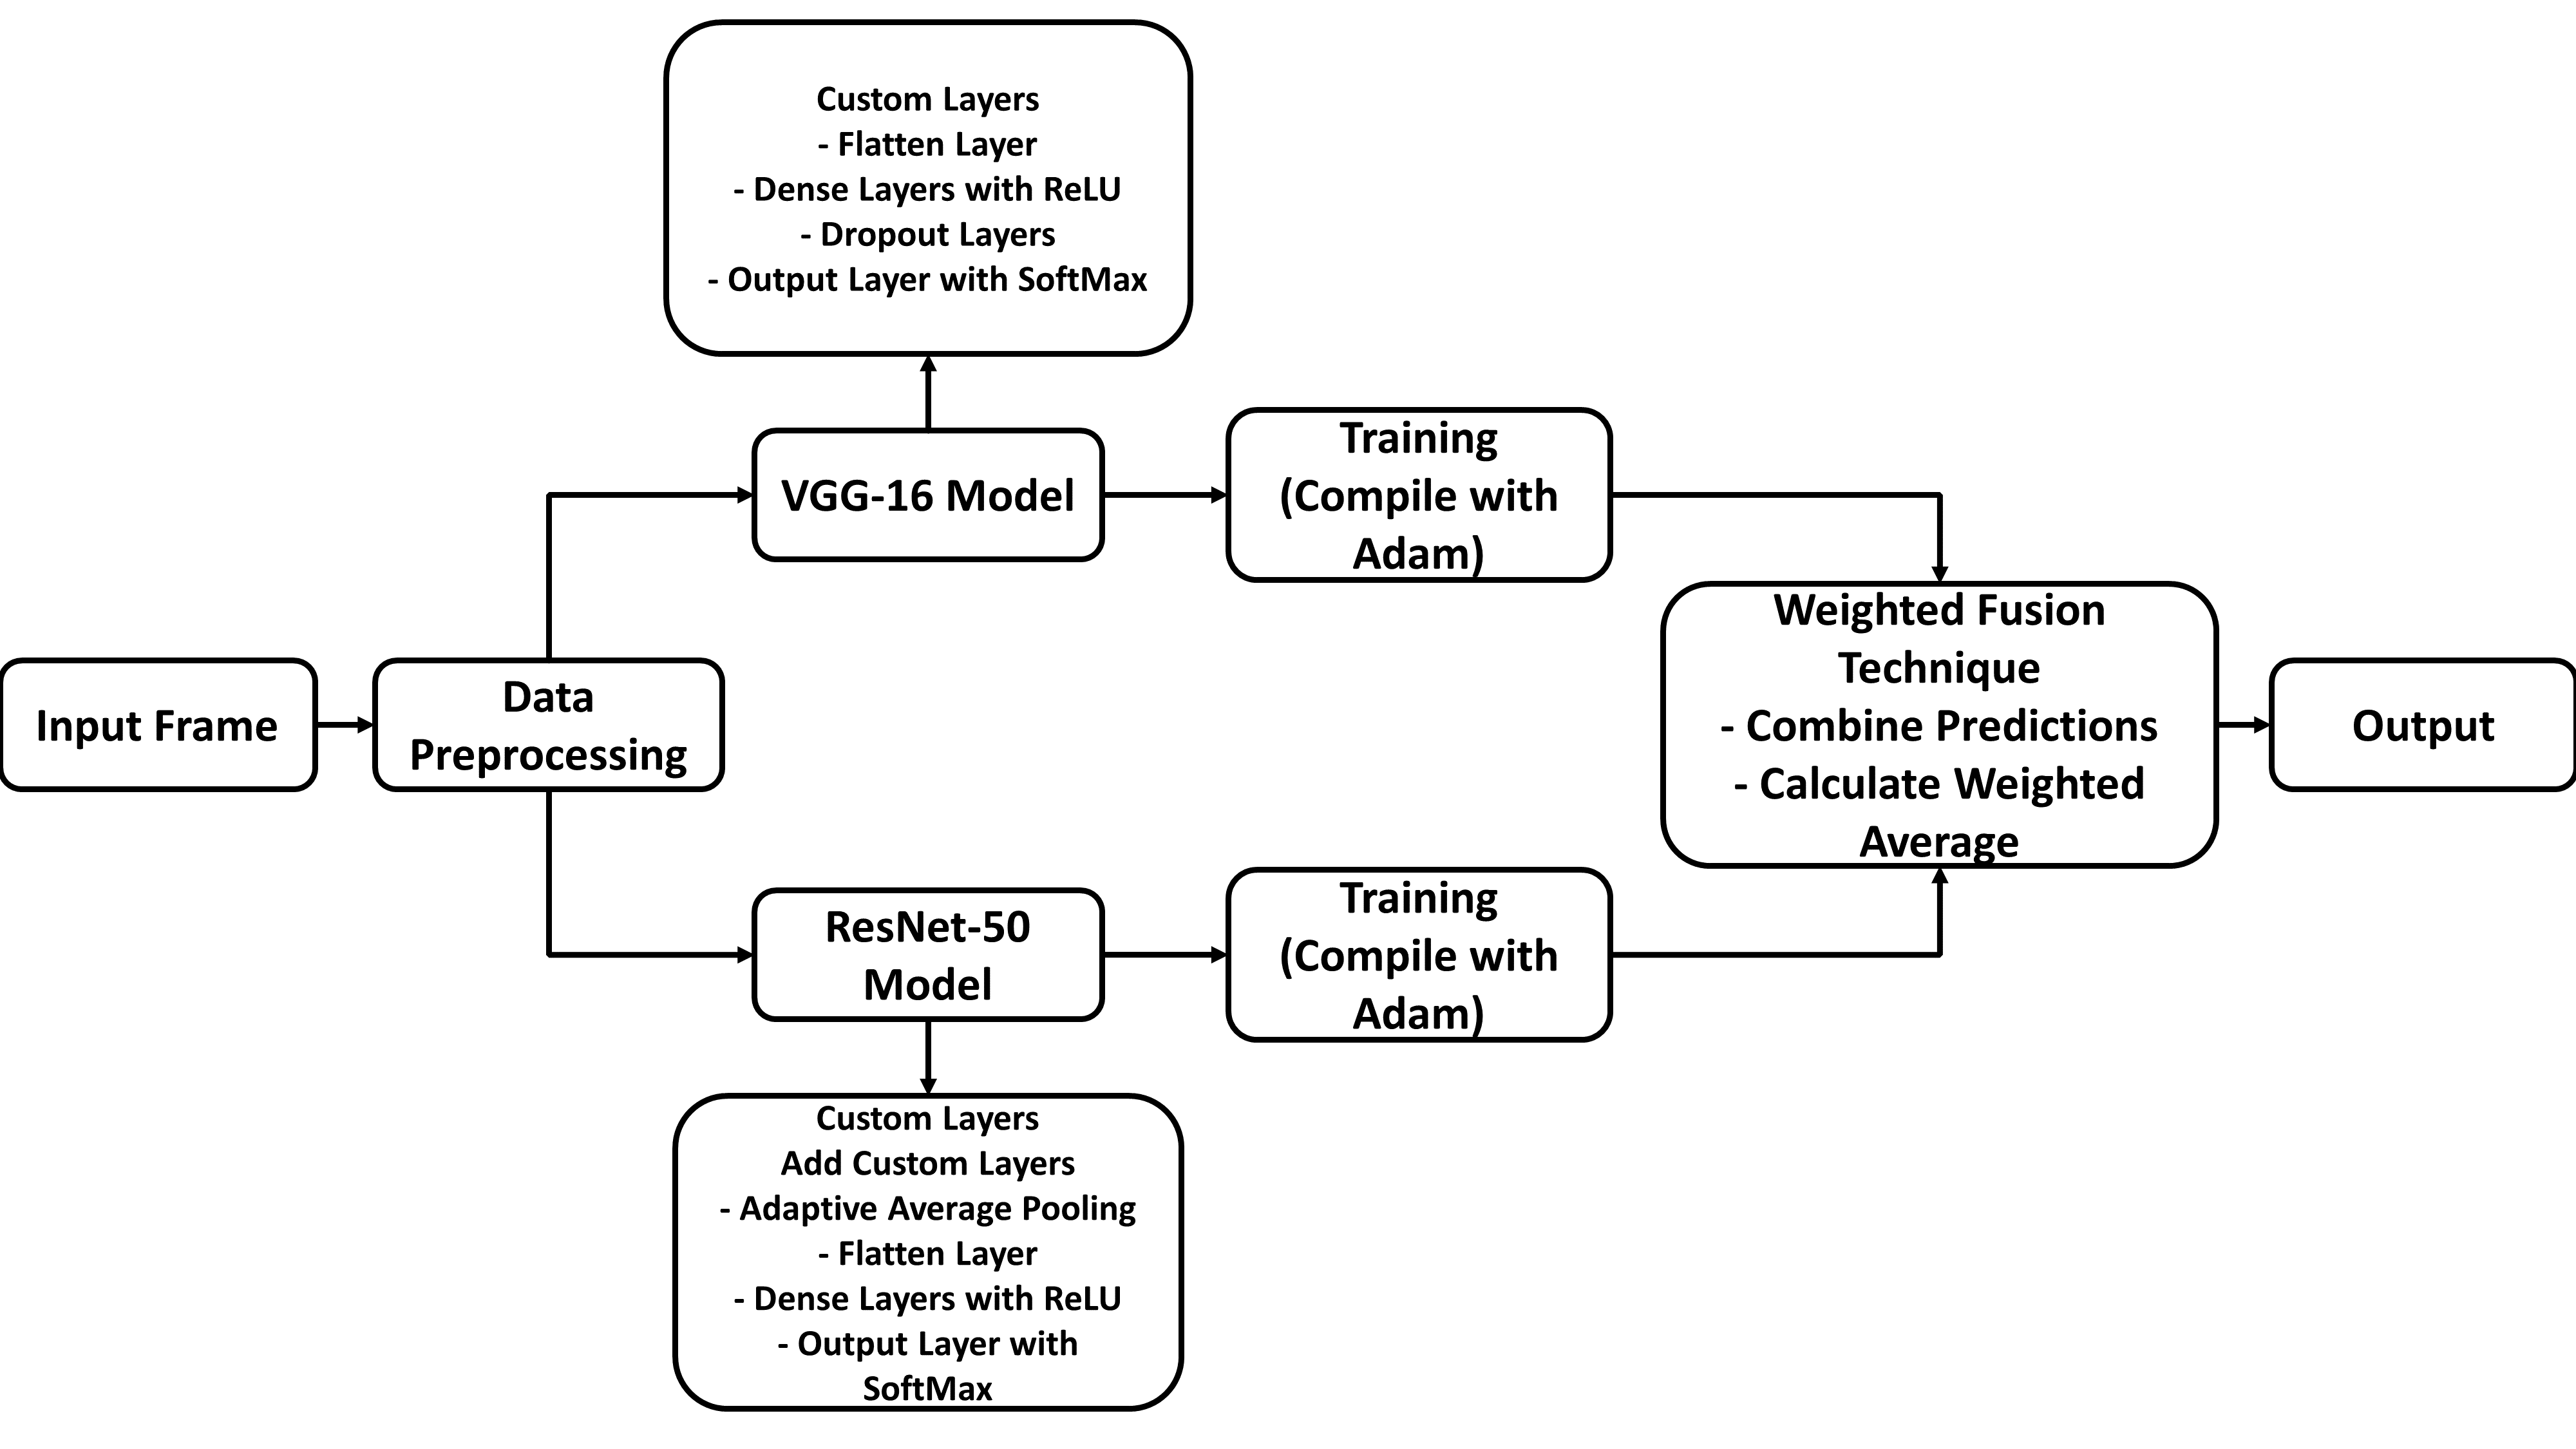 Custom Layers
- Flatten Layer
- Dense Layers with ReLU
- Dropout Layers
- Output Layer with SoftMax
VGG-16 Model
Training
(Compile with
Adam)
Input Frame
Data
Preprocessing
Weighted Fusion
Technique
- Combine Predictions
- Calculate Weighted
Average
Output
ResNet-50
Model
Training
(Compile with
Adam)
Custom Layers
Add Custom Layers
- Adaptive Average Pooling
- Flatten Layer
- Dense Layers with ReLU
- Output Layer with
SoftMax